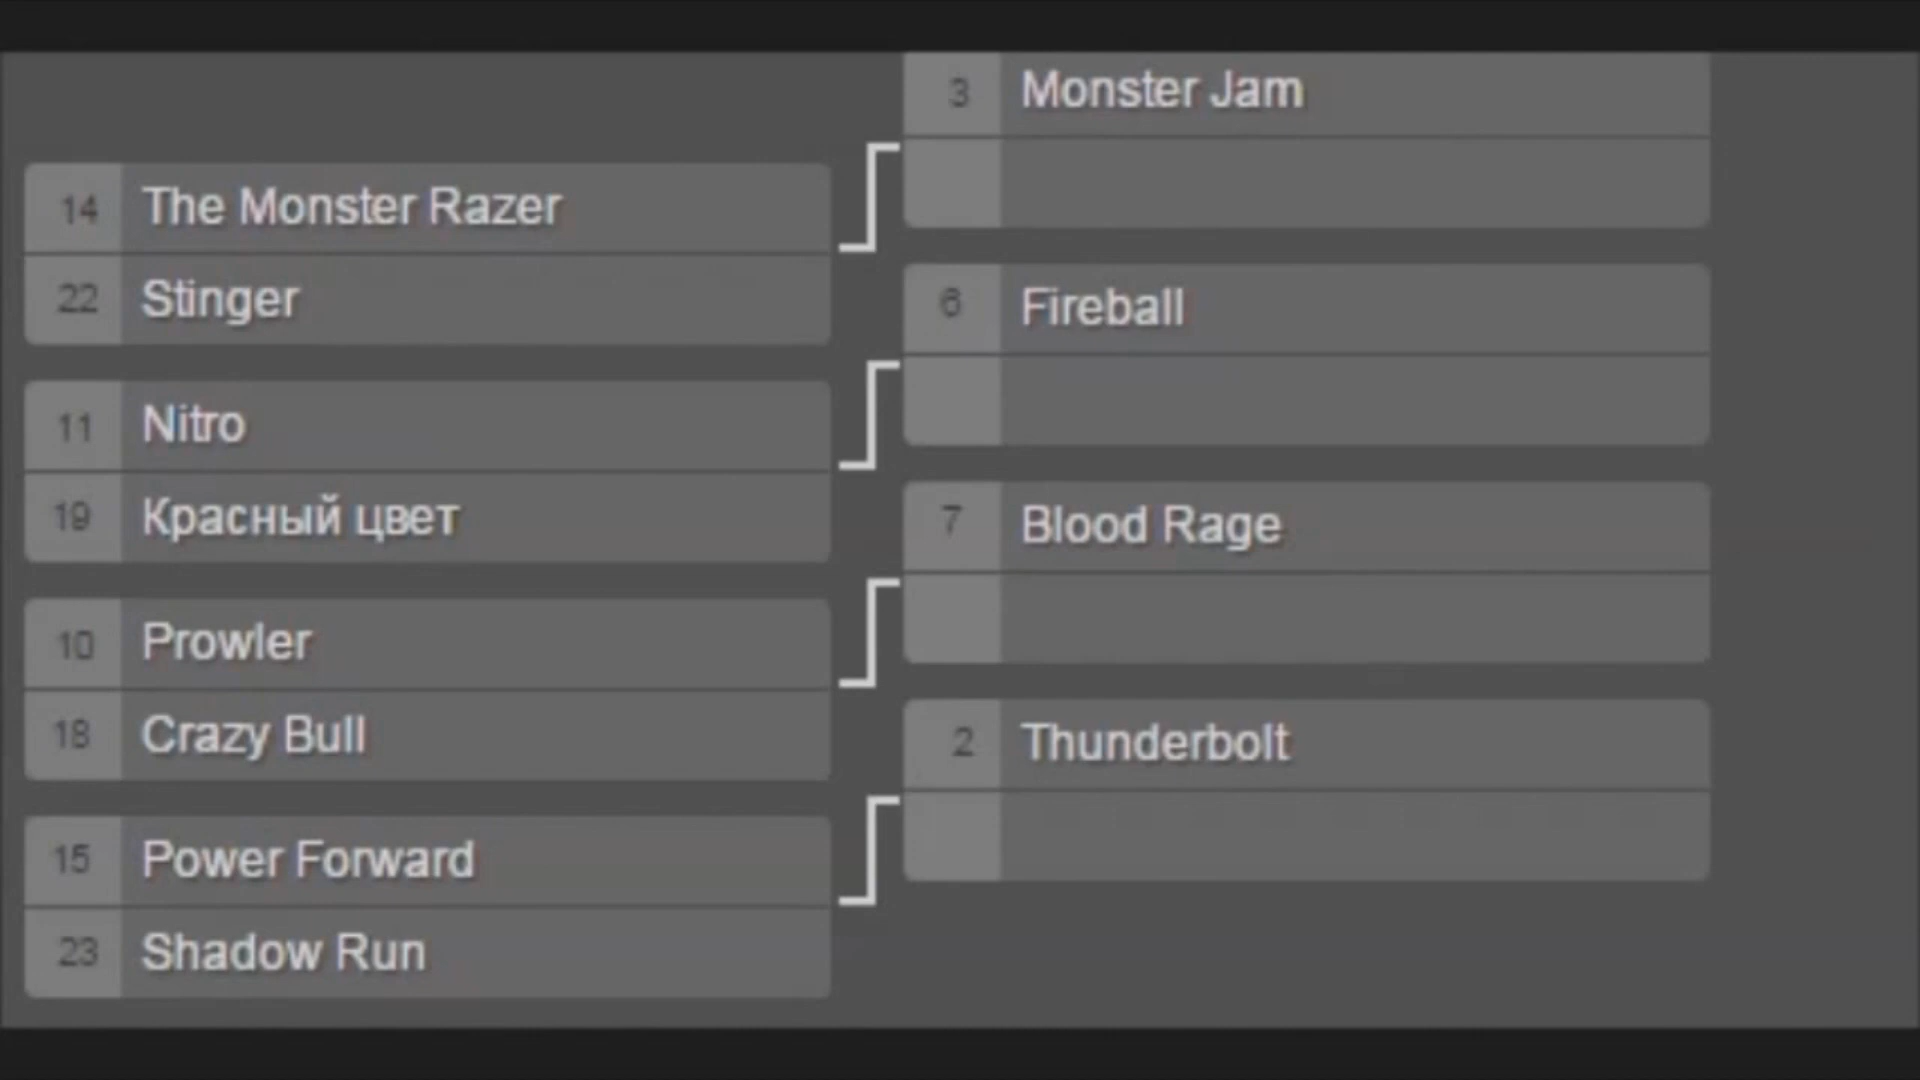 3 Monster Jam
14 The Monster Razer
22 Stinger
6 Fireball
11 Nitro
19 Красный цвет
7 Blood Rage
10 Prowler
18 Crazy Bull
2 Thunderbolt
15 Power Forward
23 Shadow Run